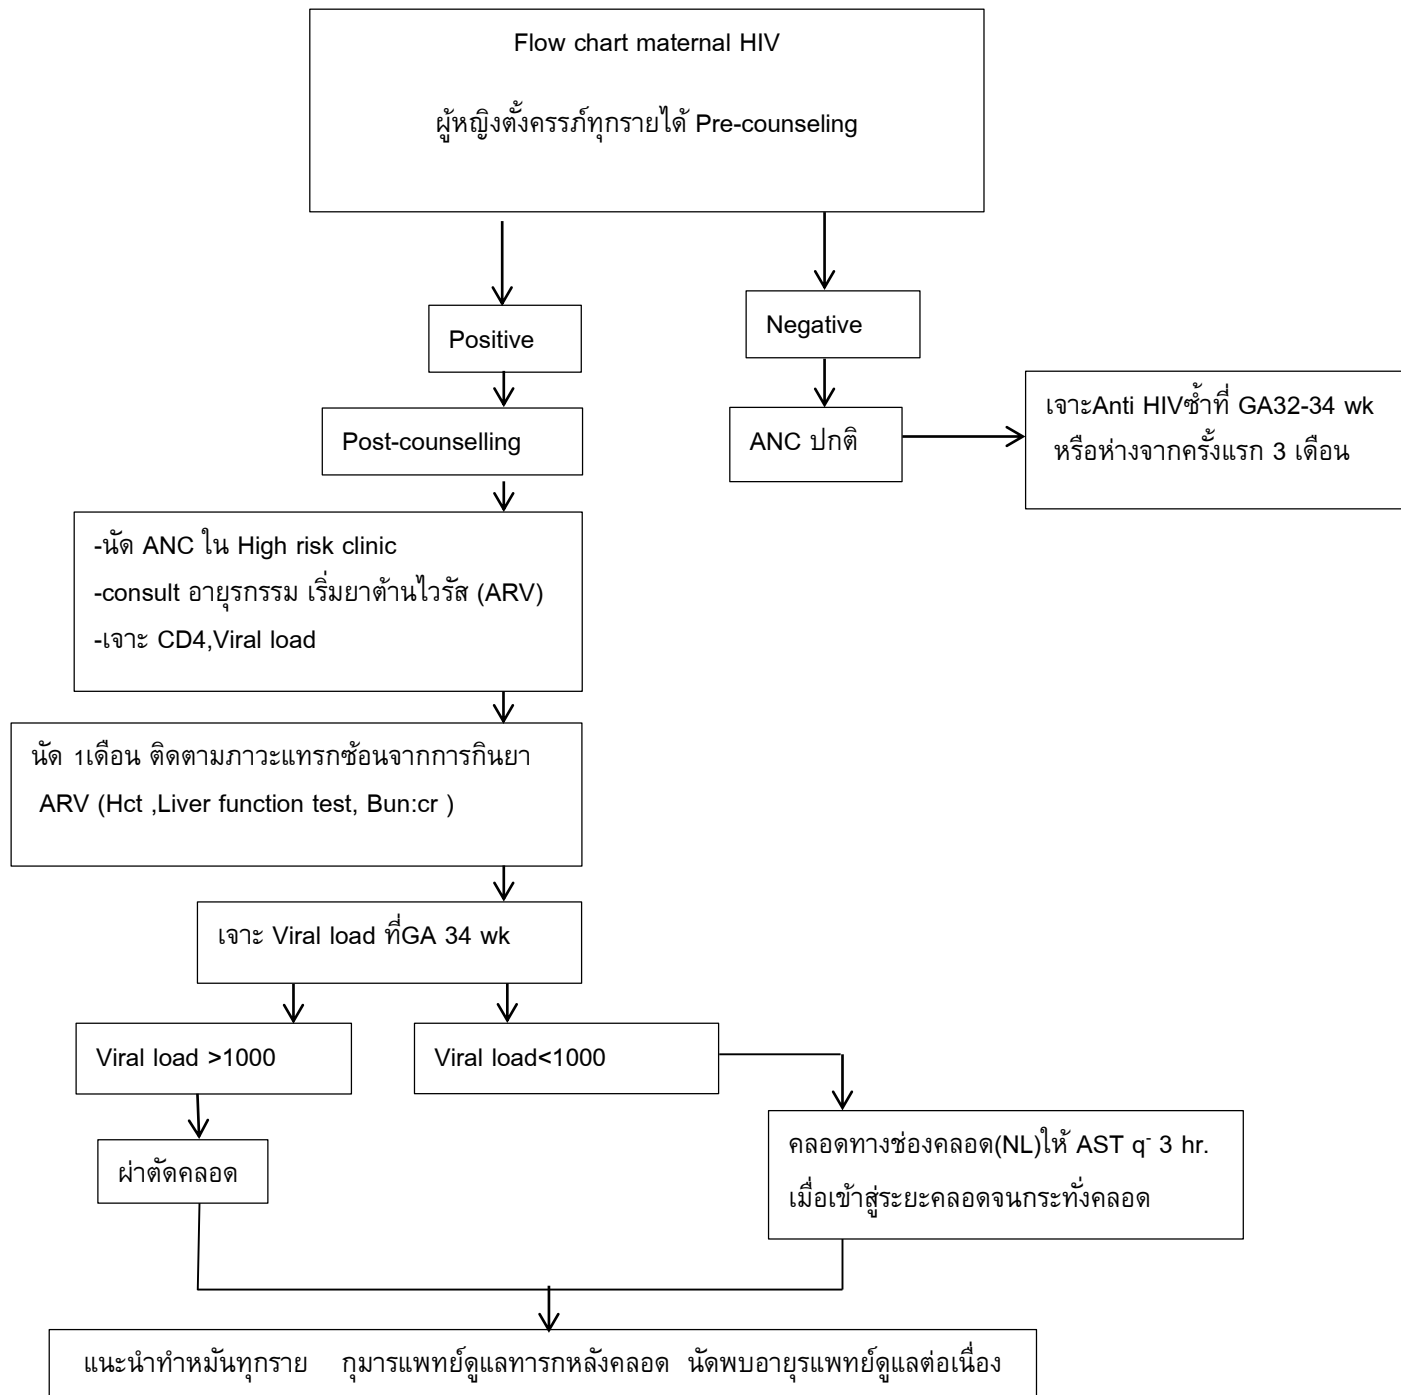 Flow chart maternal HIV
ผู้หญิงตั้งครรภ์ทุกรายได้ Pre-counseling
Positive
Negative
Post-counselling
ANC ปกติ
เจาะAnti HIVซ้ำที่ GA32-34 wk
หรือห่างจากครั้งแรก 3 เดือน
-นัด ANC ใน High risk clinic
-consult อายุรกรรม เริ่มยาต้านไวรัส (ARV)
-เจาะ CD4,Viral load
นัด 1เดือน ติดตามภาวะแทรกซ้อนจากการกินยา
ARV (Hct ,Liver function test, Bun:cr )
เจาะ Viral load ที่GA 34 wk
Viral load >1000
Viral load<1000
ผ่าตัดคลอด
คลอดทางช่องคลอด(NL)ให้ AST q- 3 hr.
เมื่อเข้าสู่ระยะคลอดจนกระทั่งคลอด
แนะนำทำหมันทุกราย กุมารแพทย์ดูแลทารกหลังคลอด นัดพบอายุรแพทย์ดูแลต่อเนื่อง